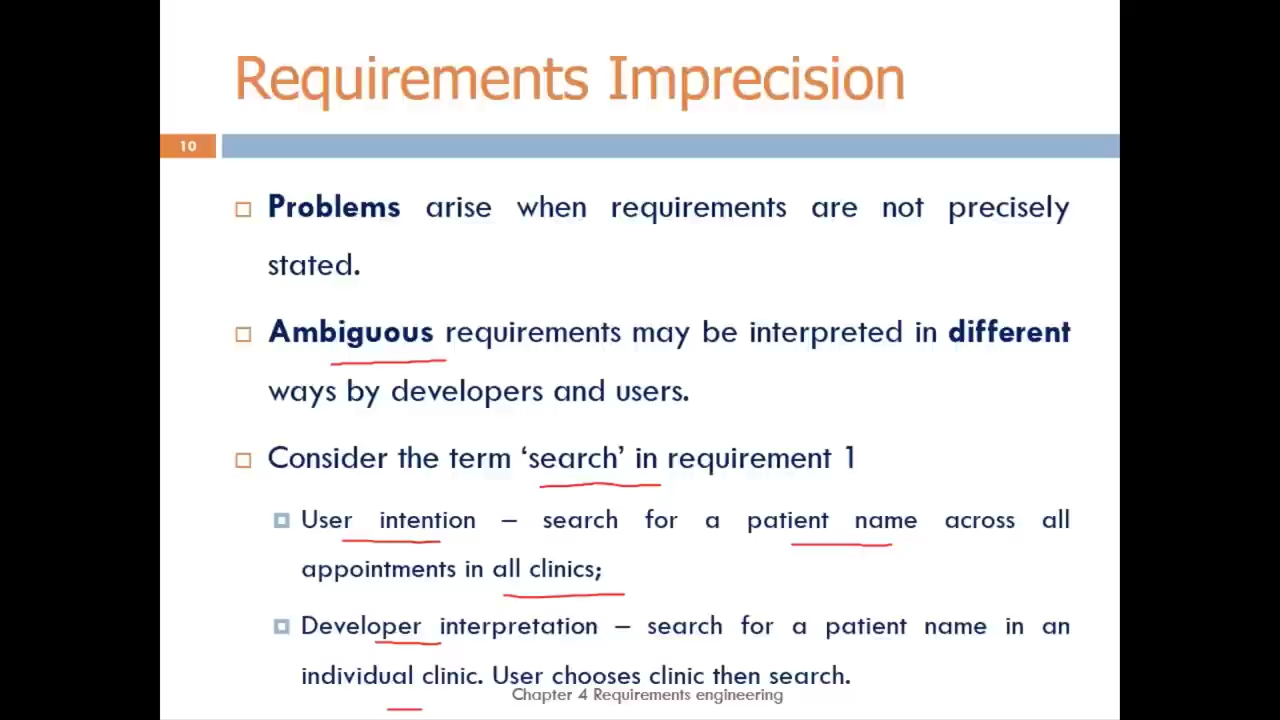 Requirements Imprecision
10
Problems arise when requirements are not precisely
stated.
Ambiguous requirements may be interpreted in different
ways by developers and users.
Consider the term ‘search’ in requirement 1
User intention – search for a patient name across all
appointments in all clinics;
Developer interpretation – search for a patient name in an
individual clinic. User chooses clinic then search.
Chapter 4 Requirements engineering